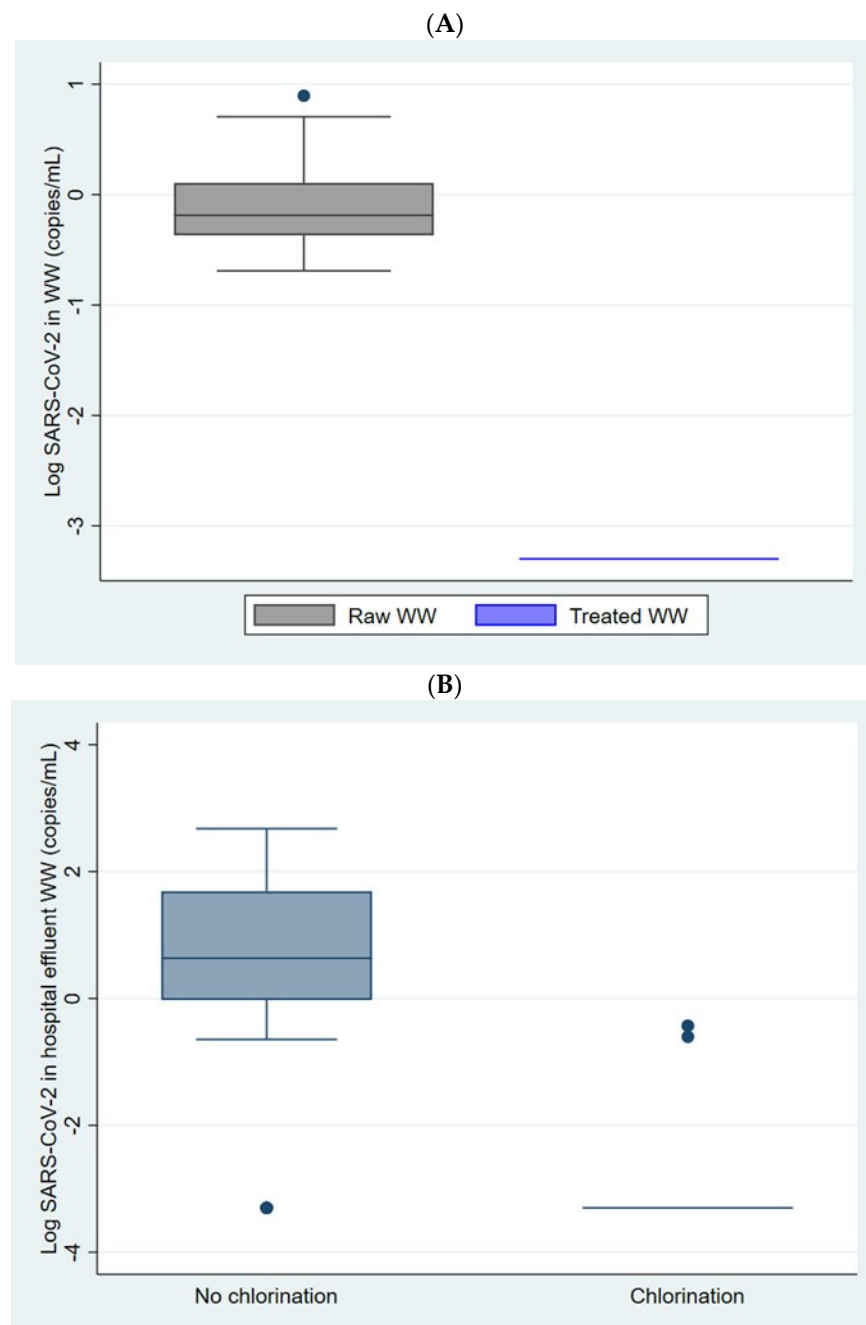 (A)
Log SARS-CoV-2 in WW (copies/mL)
1
0
-1
-2
-3
Raw WW
Treated WW
(B)
Log SARS-CoV-2 in hospital effluent WW (copies/mL)
4
2
0
-2
-4
No chlorination
Chlorination